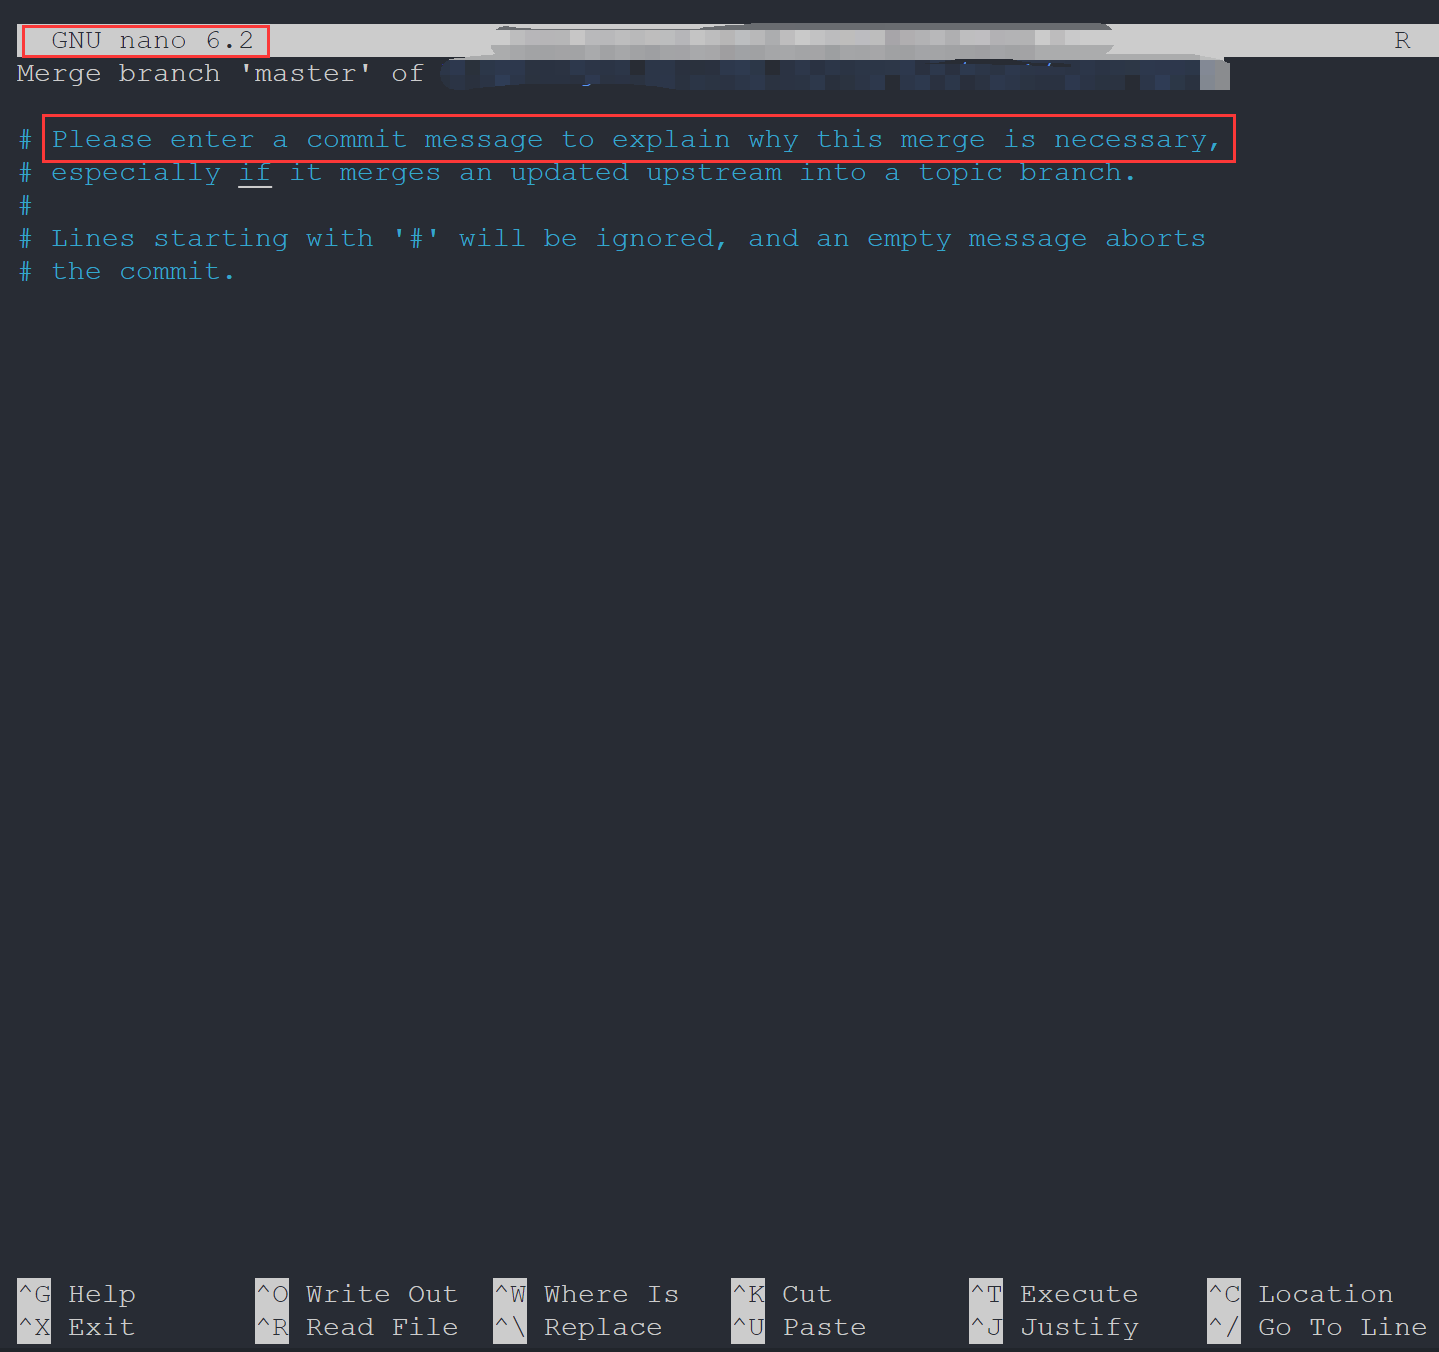 GNU nano 6.2 R
Merge branch 'master' of
# Please enter a commit message to explain why this merge is necessary,
# especially if it merges an updated upstream into a topic branch.
#
# Lines starting with '#' will be ignored, and an empty message aborts
# the commit.
^G Help ^O Write Out ^W Where Is ^K Cut ^T Execute ^C Location
^X Exit ^R Read File ^\ Replace ^U Paste ^J Justify ^/ Go To Line